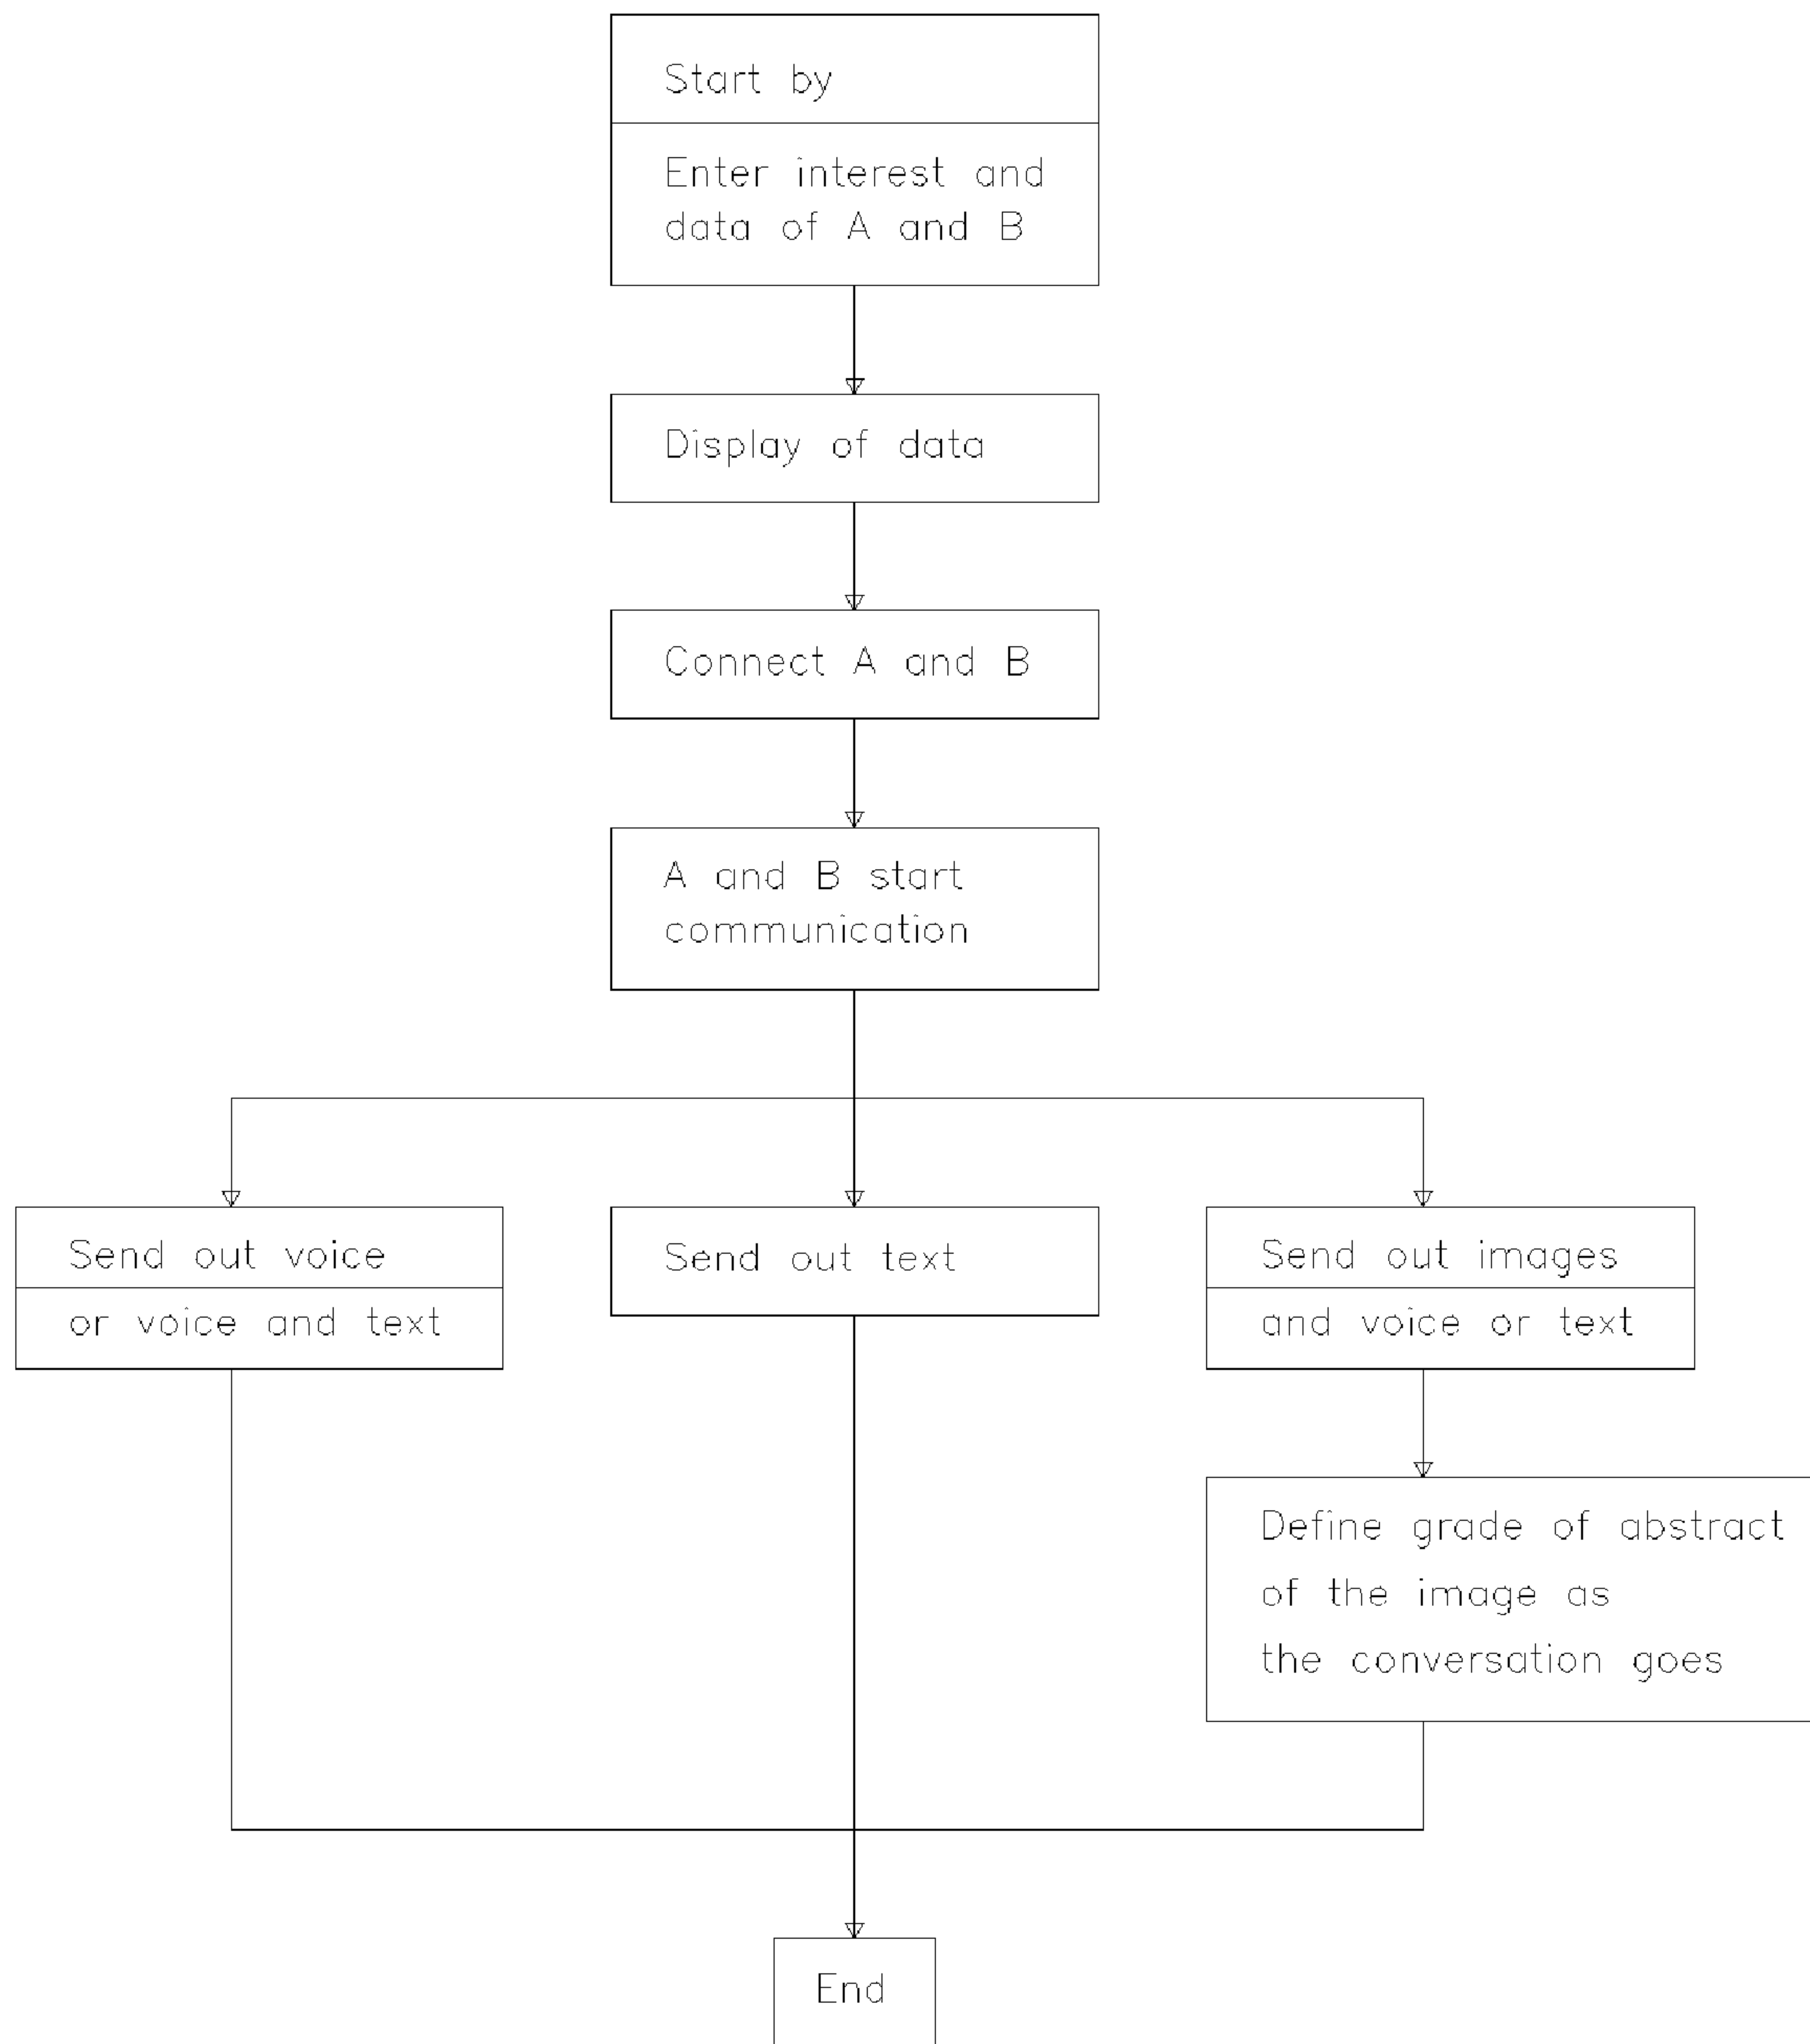 Start by
Enter interest and
data of A and B
Display of data
Connect A and B
A and B start
communication
Send out voice
or voice and text
Send out text
Send out images
and voice or text
Define grade of abstract
of the image as
the conversation goes
End